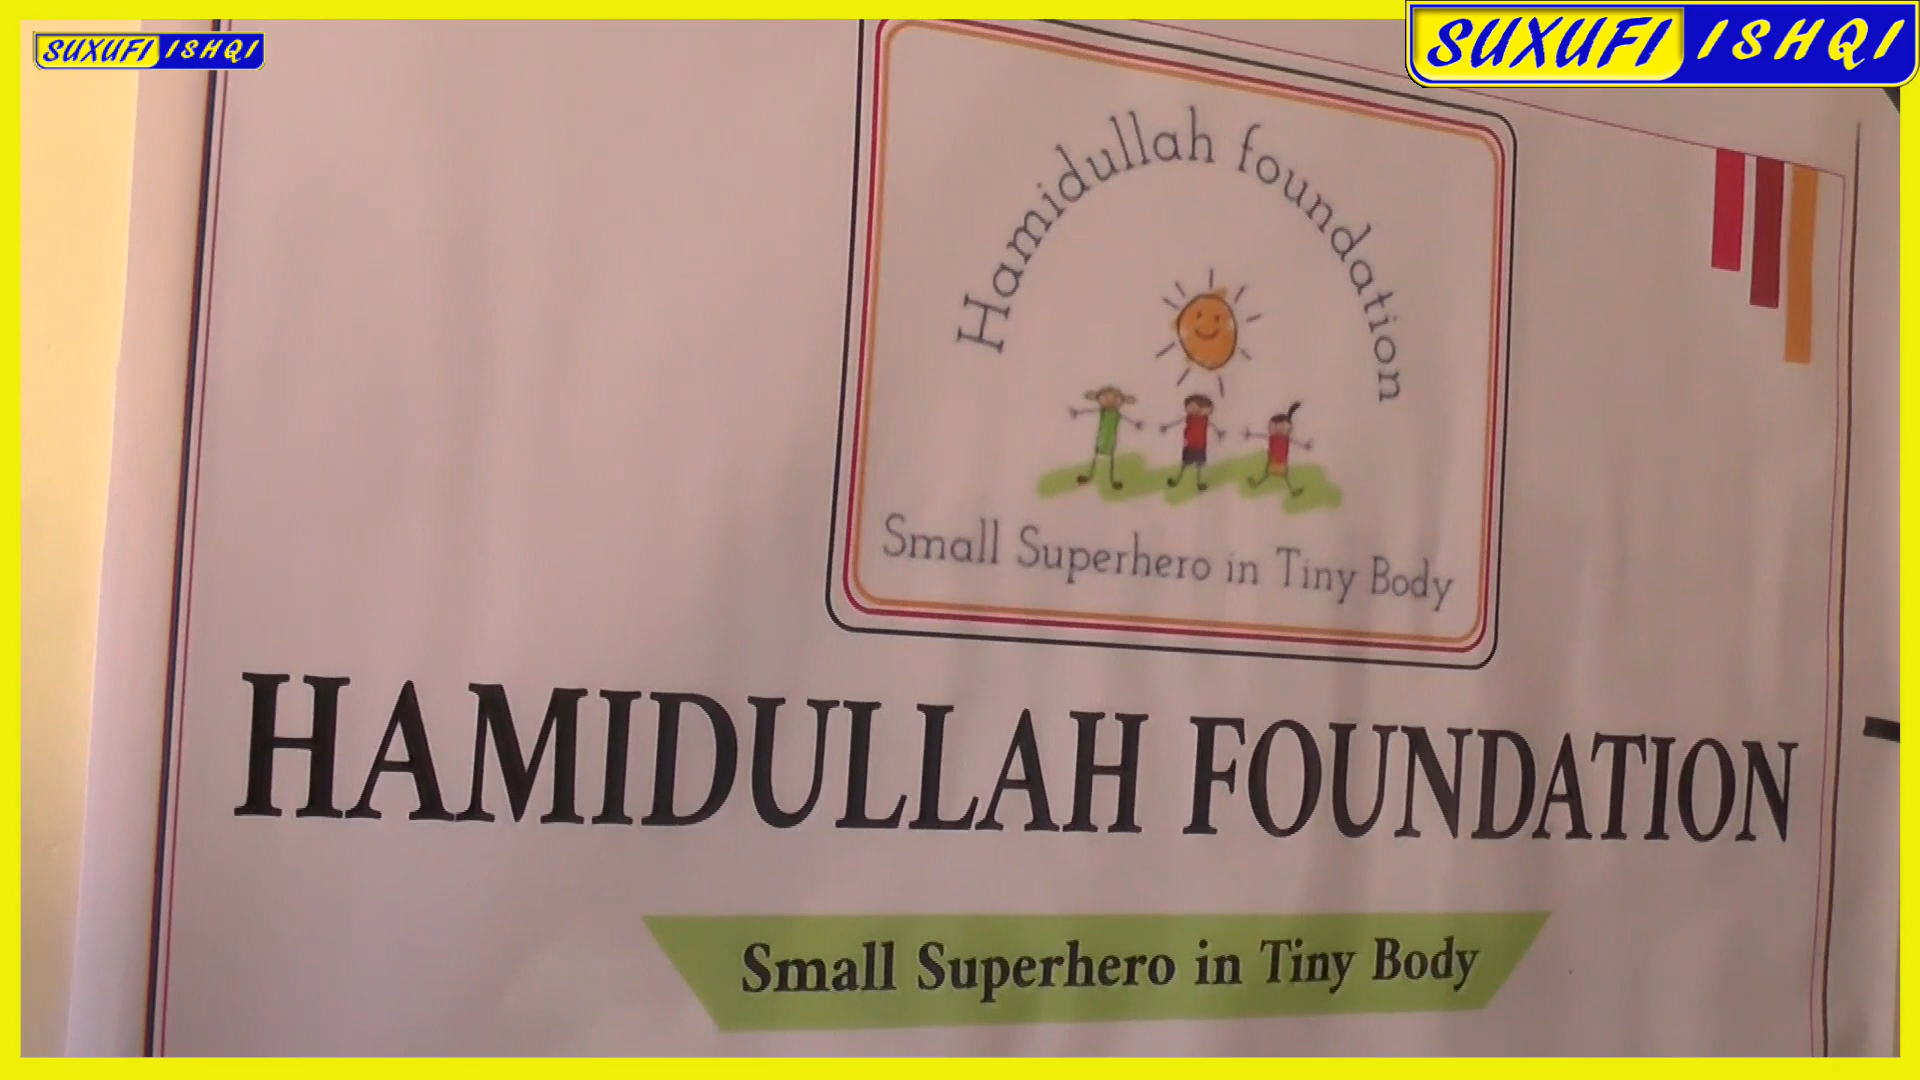 SUXUFI ISHQI
SUXUFI ISHQI
Hamidullah foundation
Small Superhero in Tiny Body
HAMIDULLAH FOUNDATION
Small Superhero in Tiny Body